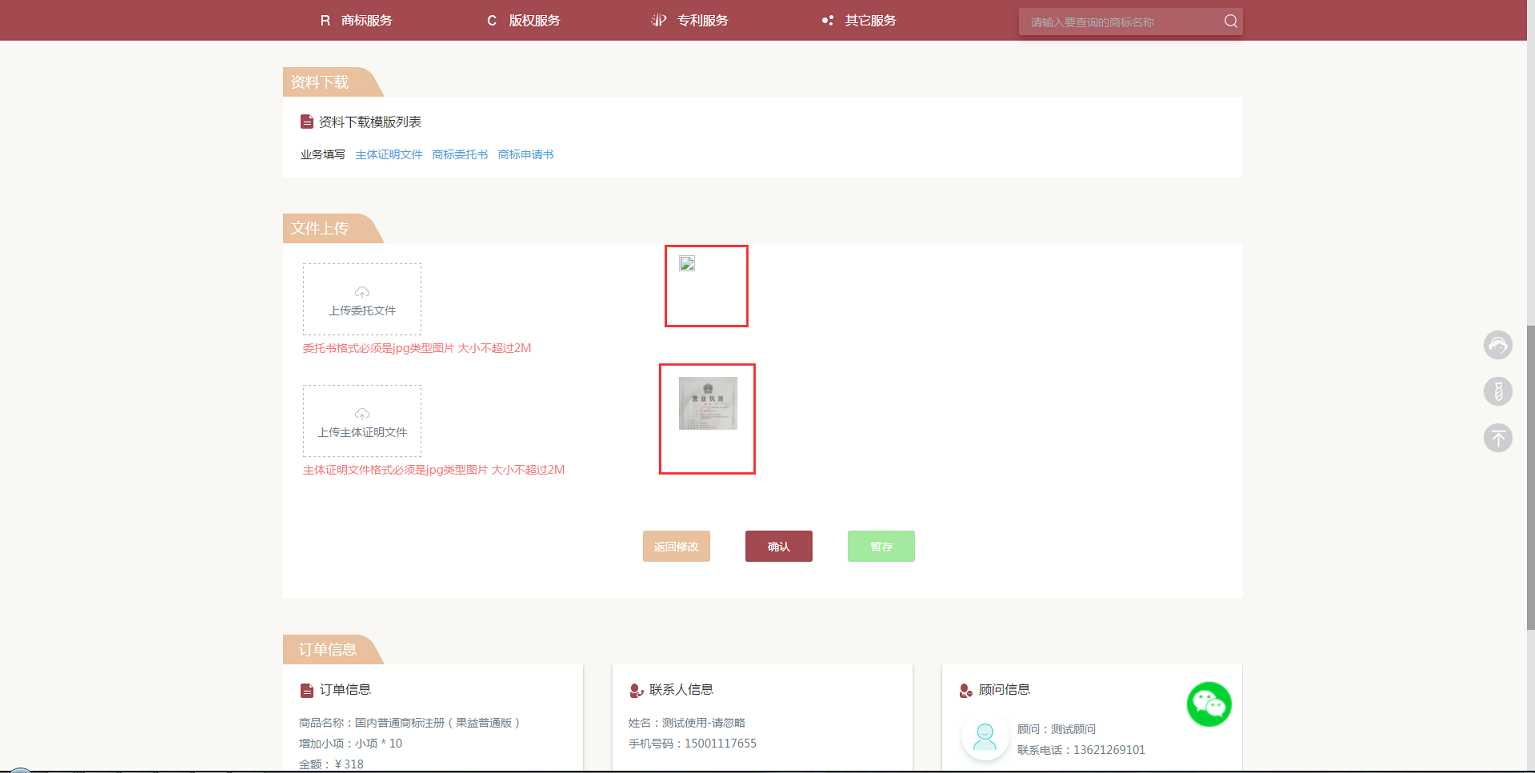 R 商标服务 C 版权服务 专利服务 其它服务 请输入要查询的商标名称
资料下载
资料下载模版列表
业务填写 主体证明文件 商标委托书 商标申请书
文件上传
上传委托文件
委托书格式必须是jpg类型图片 大小不超过2M
营业执照
上传主体证明文件
主体证明文件格式必须是jpg类型图片 大小不超过2M
返回修改 确认 暂存
订单信息
订单信息
商品名称：国内普通商标注册（果益普通版）
增加小项：小项 * 10
金额：￥318
联系人信息
姓名：测试使用-请忽略
手机号码：15001117655
顾问信息
顾问：测试顾问
联系电话：13621269101